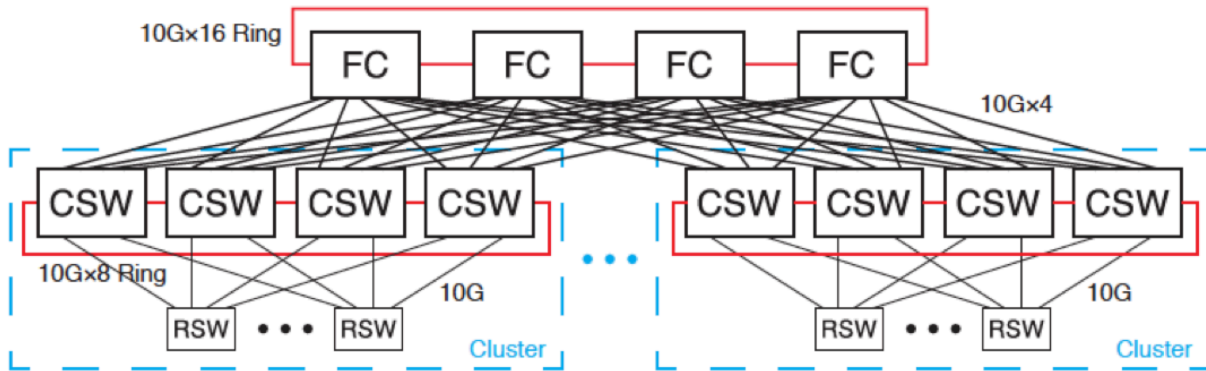 10G×16 Ring
FC FC FC FC
10G×4
CSW CSW CSW CSW CSW CSW CSW CSW
10G×8 Ring
10G
10G
RSW RSW RSW RSW
Cluster
Cluster